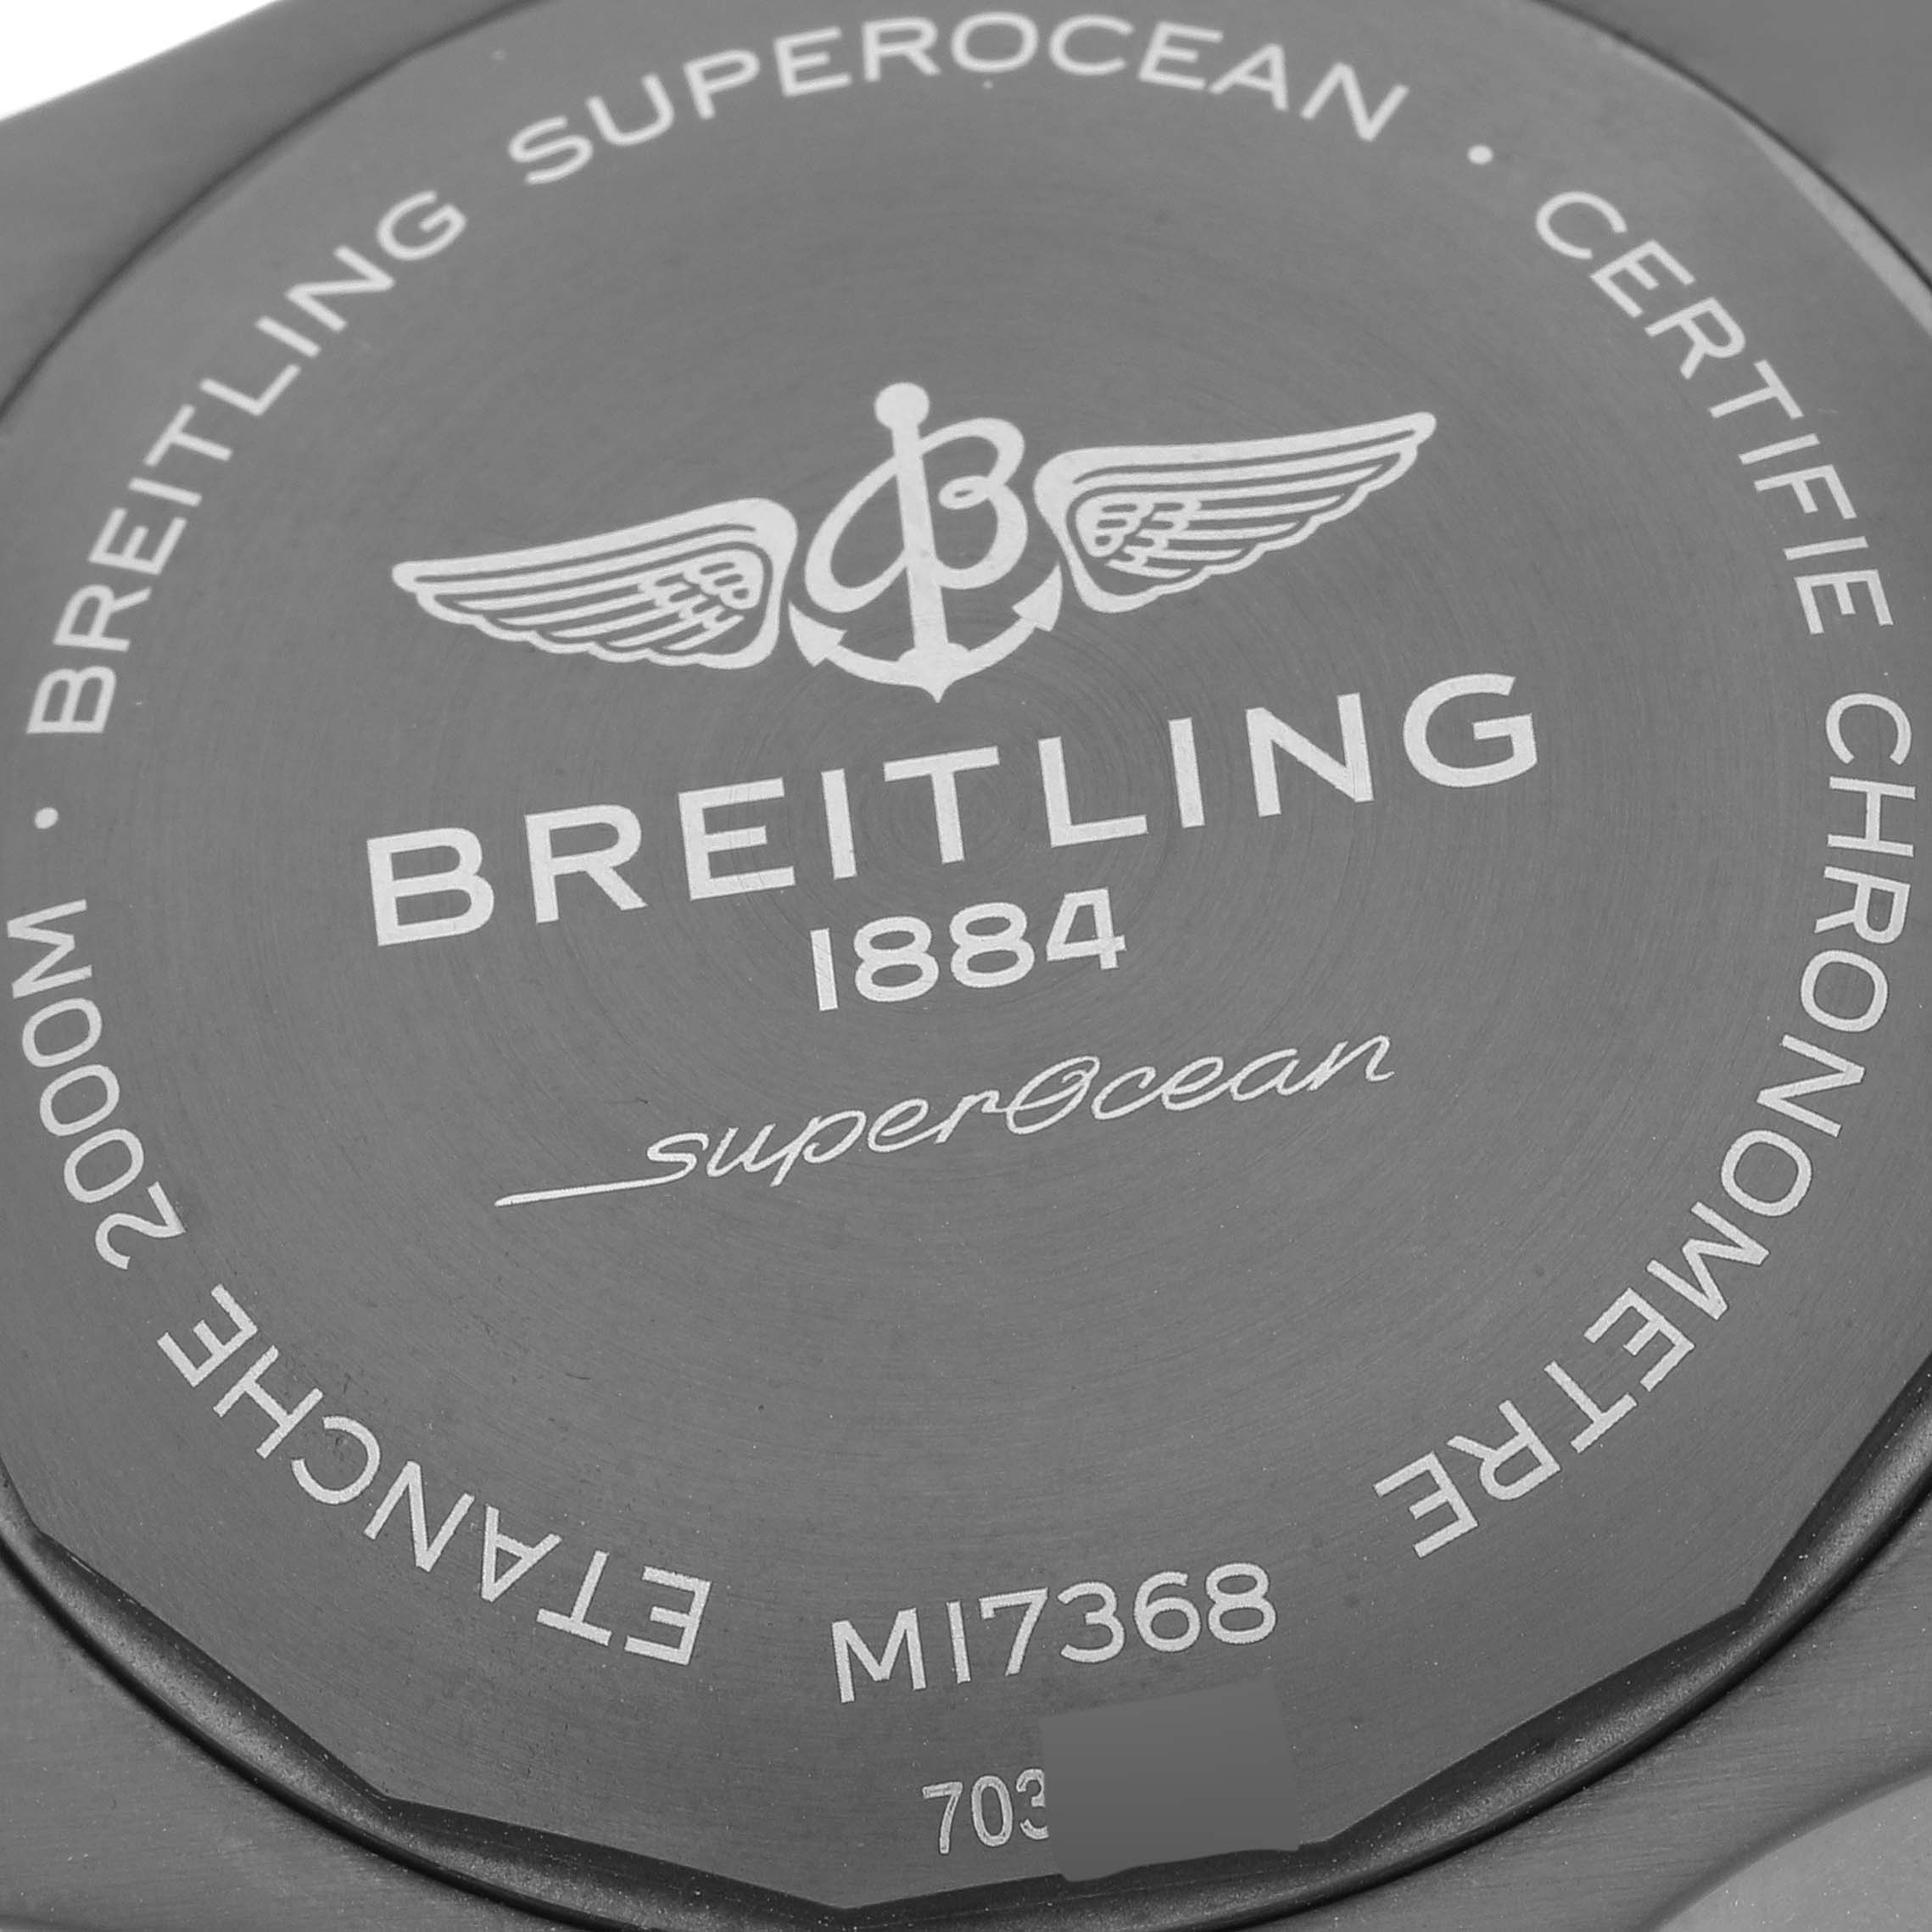 BREITLING SUPEROCEAN • CERTIFIE CHRONOMETRE
BREITLING
1884
superOcean
ETANCHE 2000M •
M17368
703